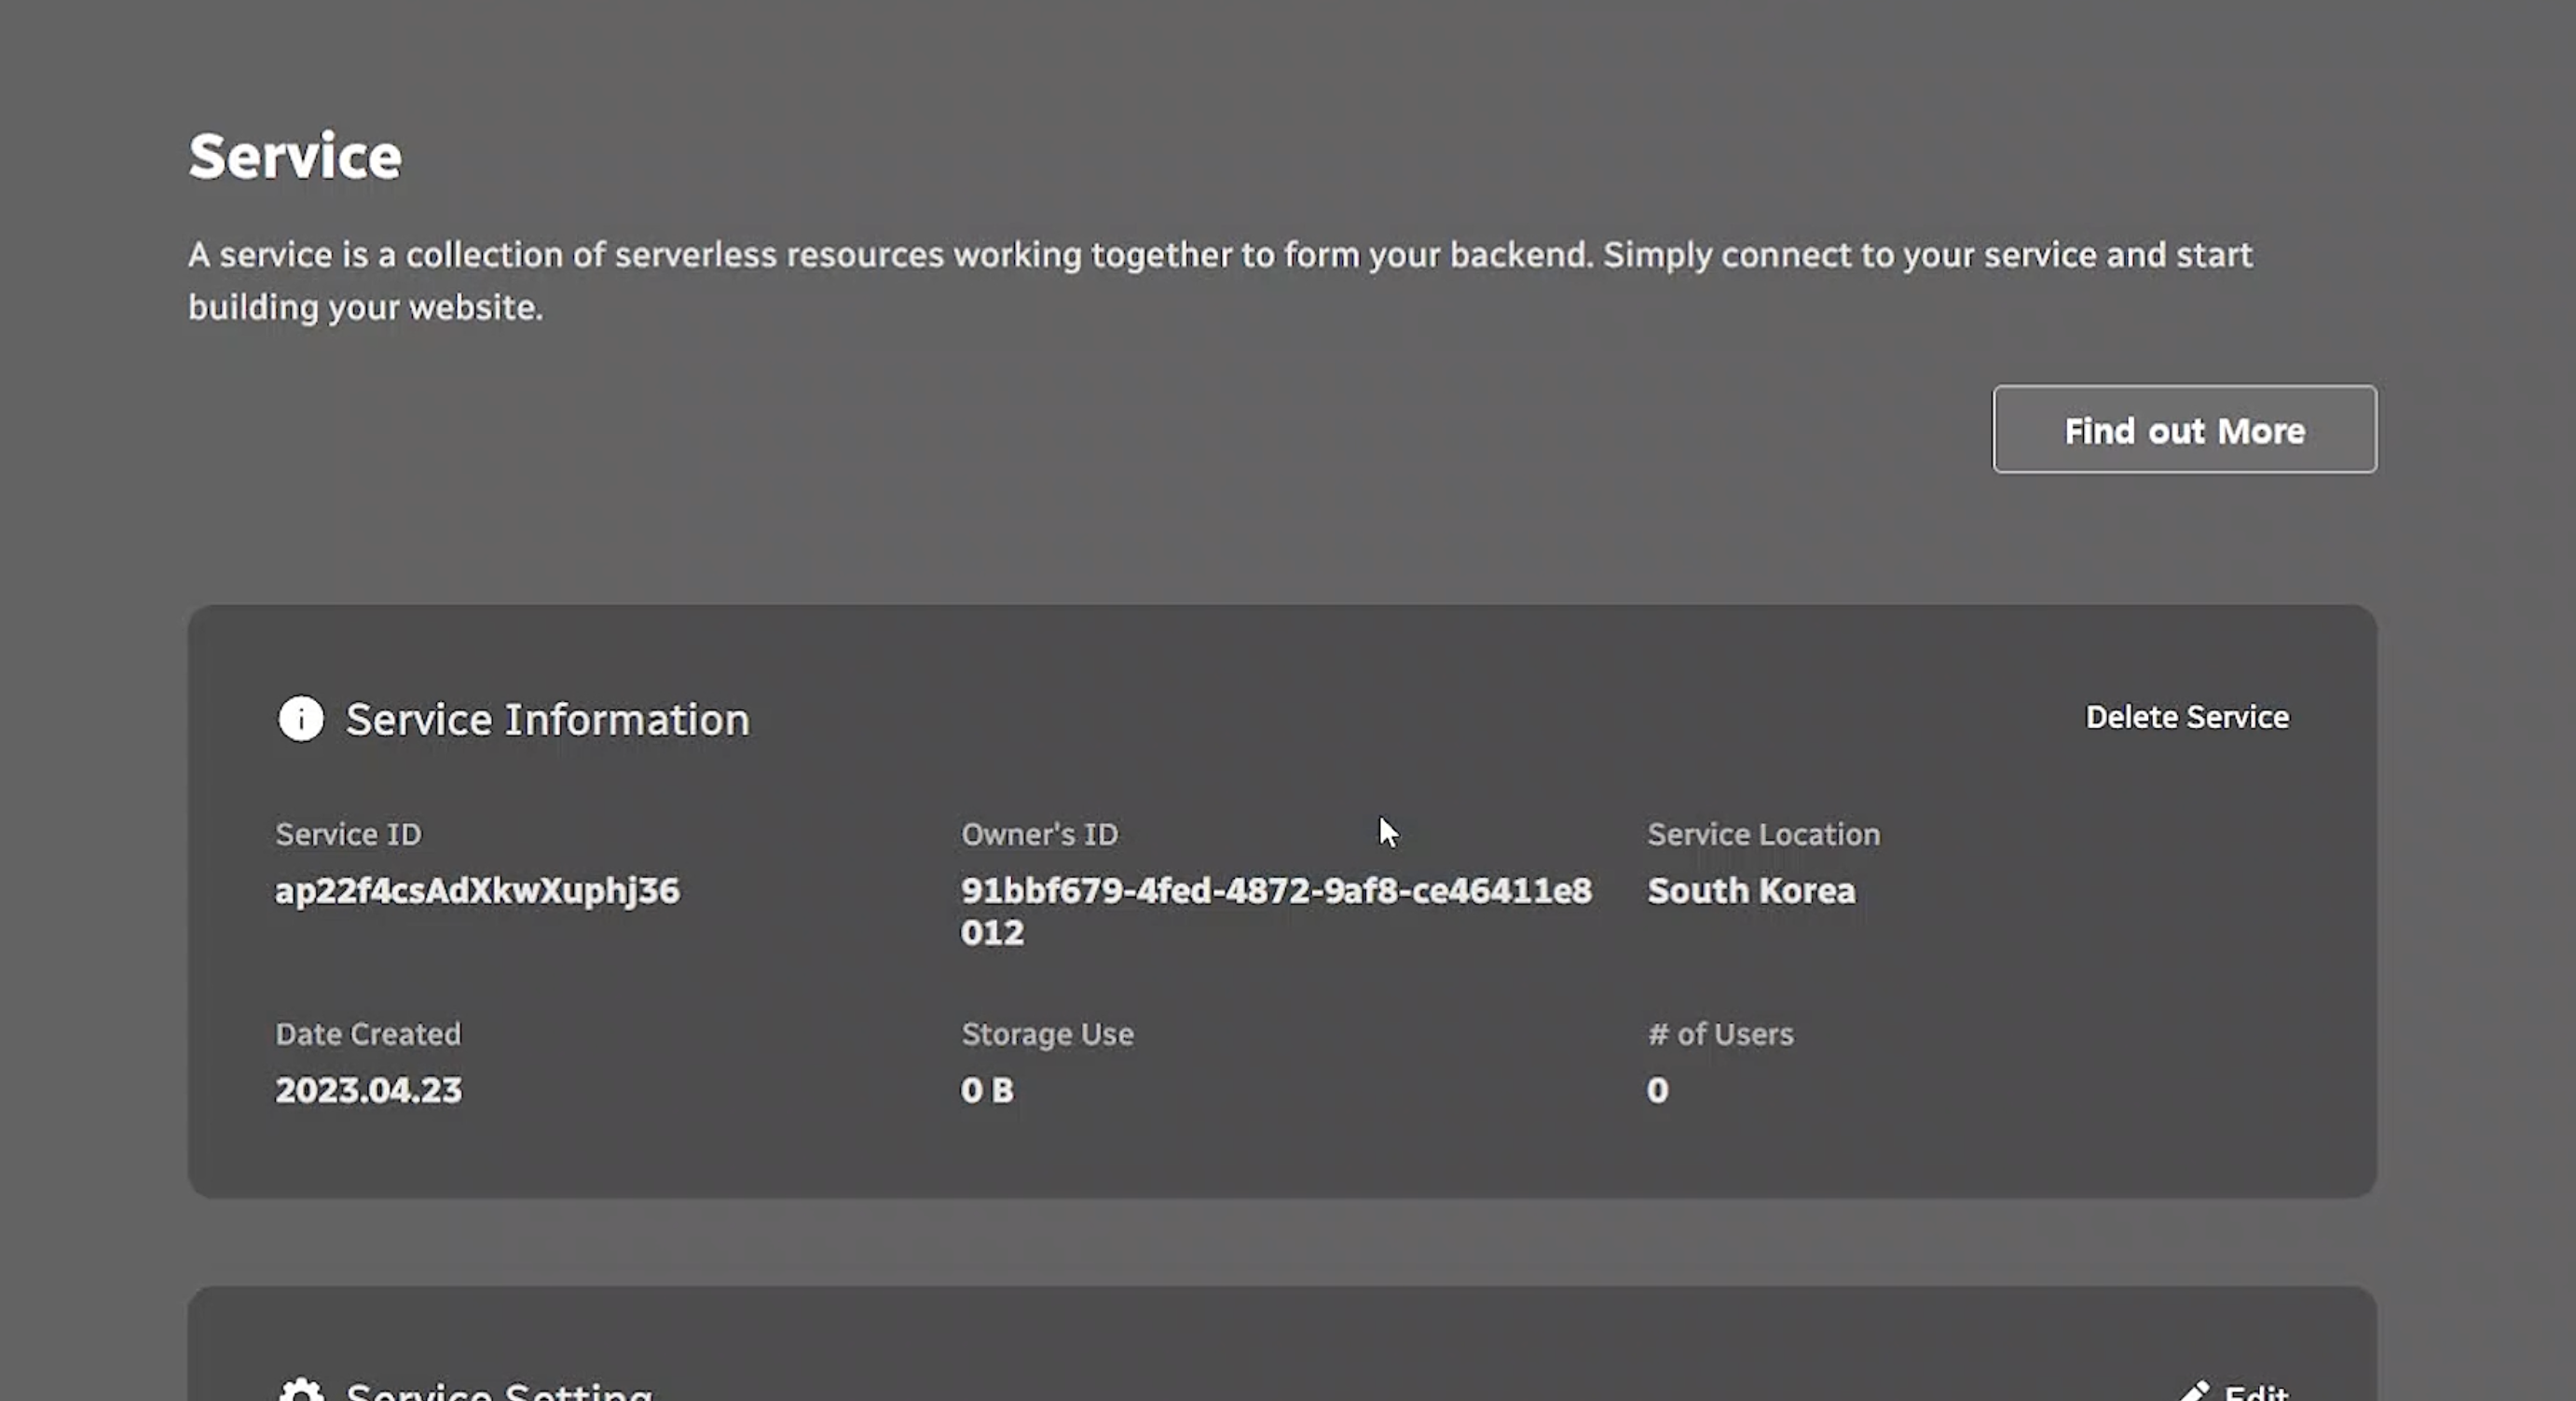 Service
A service is a collection of serverless resources working together to form your backend. Simply connect to your service and start
building your website.
Find out More
Service Information
Delete Service
Service ID
Owner's ID
Service Location
ap22f4csAdXkwXuphj36
91bbf679-4fed-4872-9af8-ce46411e8
012
South Korea
Date Created
Storage Use
# of Users
2023.04.23
0 B
0
Service Setting
Edit